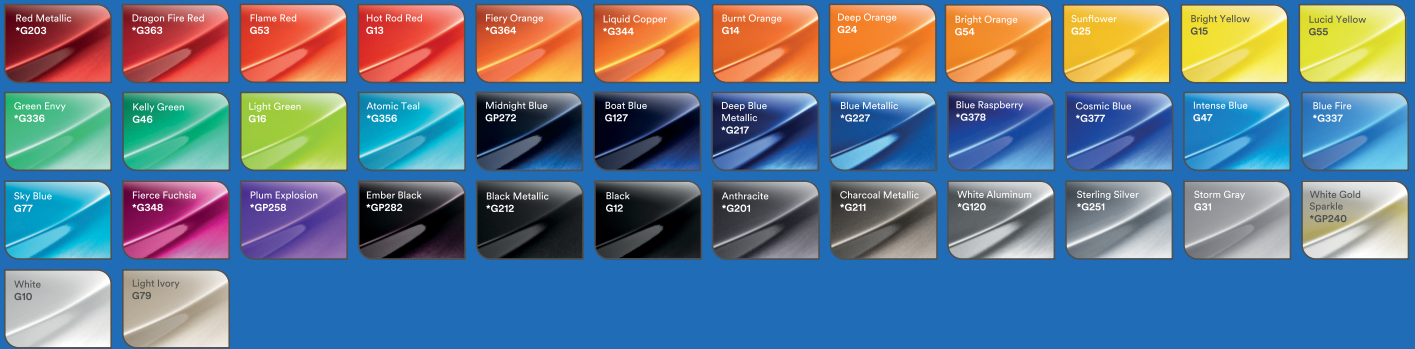 Red Metallic
*G203
Dragon Fire Red
*G363
Flame Red
G53
Hot Rod Red
G13
Fiery Orange
*G364
Liquid Copper
*G344
Burnt Orange
G14
Deep Orange
G24
Bright Orange
G54
Sunflower
G25
Bright Yellow
G15
Lucid Yellow
G55
Green Envy
*G336
Kelly Green
G46
Light Green
G16
Atomic Teal
*G356
Midnight Blue
GP272
Boat Blue
G127
Deep Blue
Metallic
*G217
Blue Metallic
*G227
Blue Raspberry
*G378
Cosmic Blue
*G377
Intense Blue
G47
Blue Fire
*G337
Sky Blue
G77
Fierce Fuchsia
*G348
Plum Explosion
*GP258
Ember Black
*GP282
Black Metallic
*G212
Black
G12
Anthracite
*G201
Charcoal Metallic
*G211
White Aluminum
*G120
Sterling Silver
*G251
Storm Gray
G31
White Gold
Sparkle
*GP240
White
G10
Light Ivory
G79